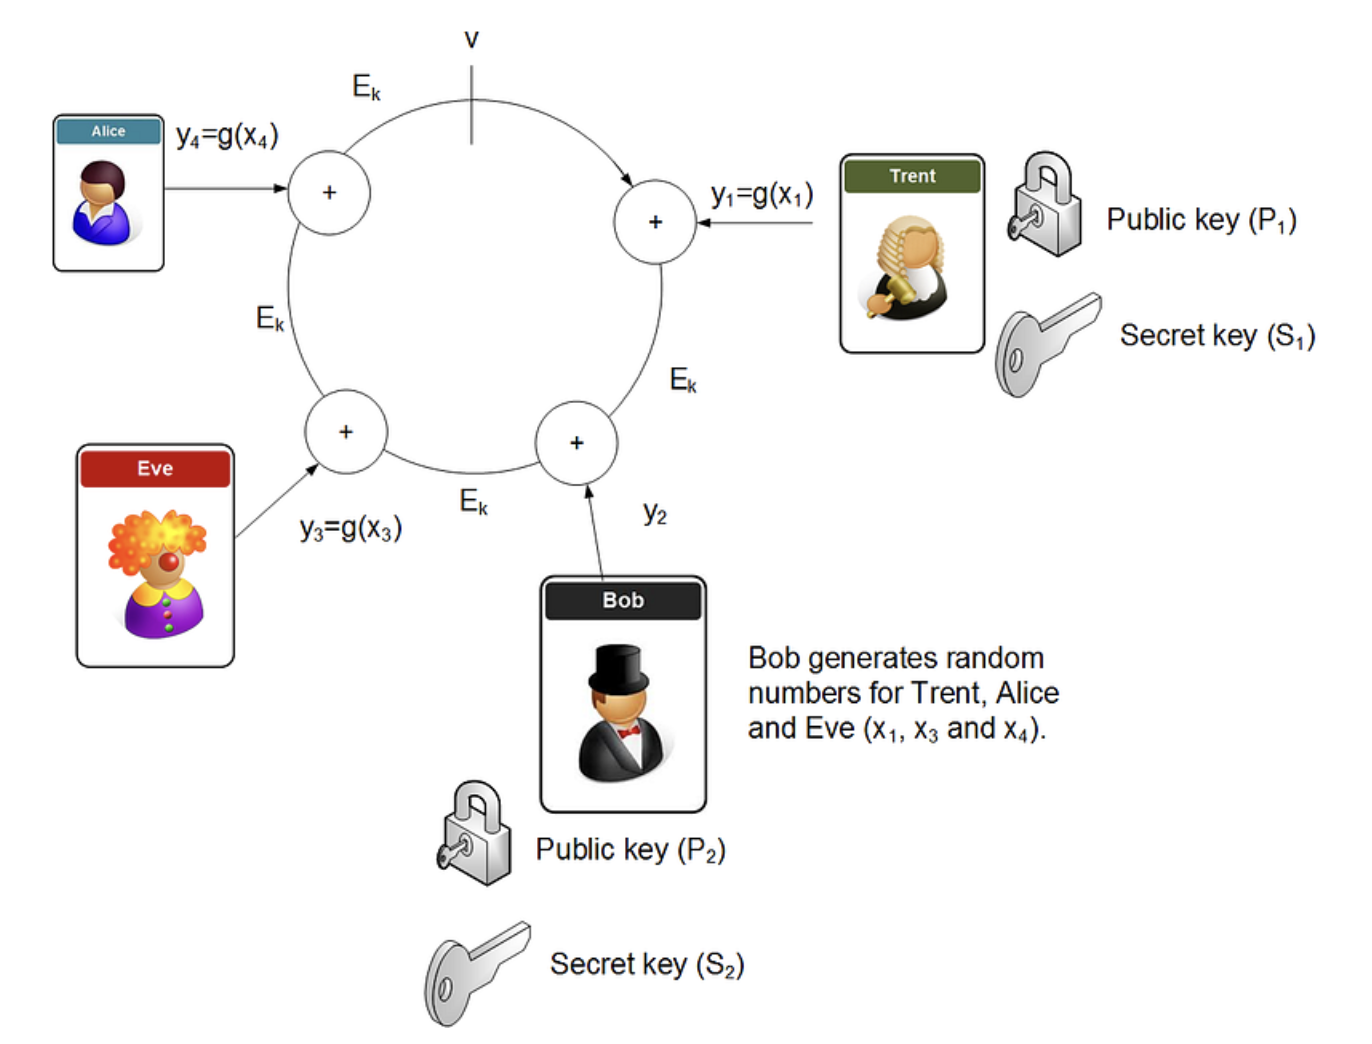 v
Eₖ
Alice
y₄=g(x₄)
Trent
y₁=g(x₁)
+
+
Public key (P₁)
Eₖ
Secret key (S₁)
Eₖ
+
+
Eve
Eₖ
y₃=g(x₃)
y₂
Bob
Bob generates random
numbers for Trent, Alice
and Eve (x₁, x₃ and x₄).
Public key (P₂)
Secret key (S₂)